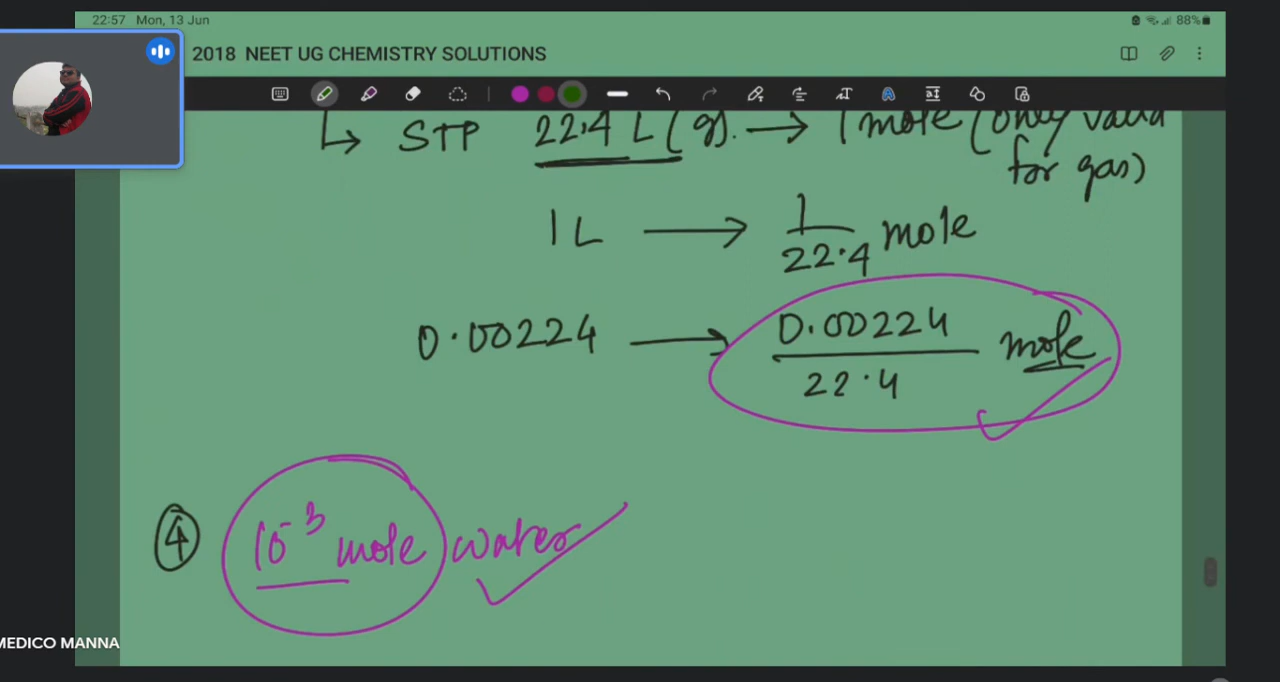 22:57 Mon, 13 Jun
88%
2018 NEET UG CHEMISTRY SOLUTIONS
↳ STP 22.4 L (g). → 1 mole (only valid
for gas)
1L → 1/22.4 mole
0.00224 → 0.00224/22.4 mole
④ 10⁻³ mole water
MEDICO MANNA